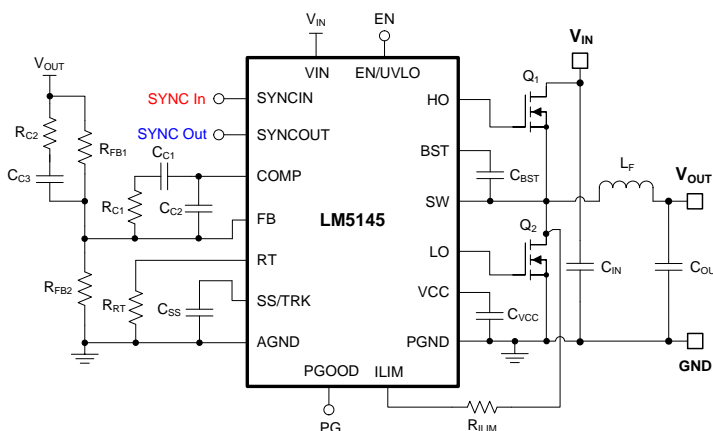 VIN
EN
VIN
VOUT
VIN
EN/UVLO
Q1
SYNC In
SYNCIN
HO
SYNC Out
SYNCOUT
RC2
RFB1
CC1
BST
CC3
COMP
CBST
LF
VOUT
RC1
CC2
SW
FB
LM5145
Q2
RT
LO
CIN
COU
RFB2
RRT
CSS
SS/TRK
VCC
CVCC
AGND
PGND
GND
PGOOD
ILIM
PG
RILIM